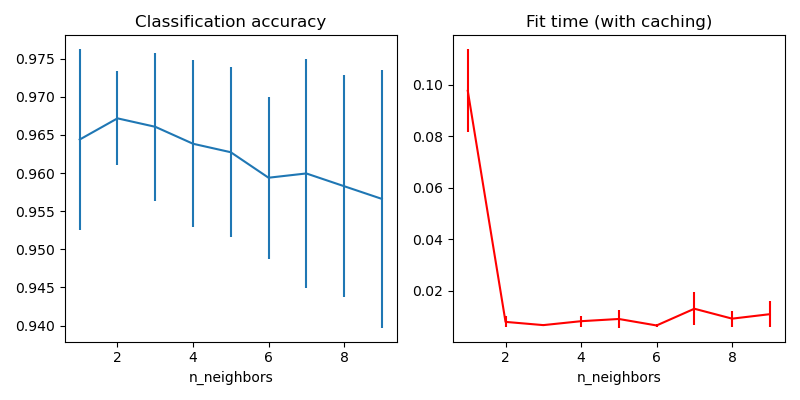 Classification accuracy
0.975
0.970
0.965
0.960
0.955
0.950
0.945
0.940
2 4 6 8
n_neighbors
Fit time (with caching)
0.10
0.08
0.06
0.04
0.02
2 4 6 8
n_neighbors